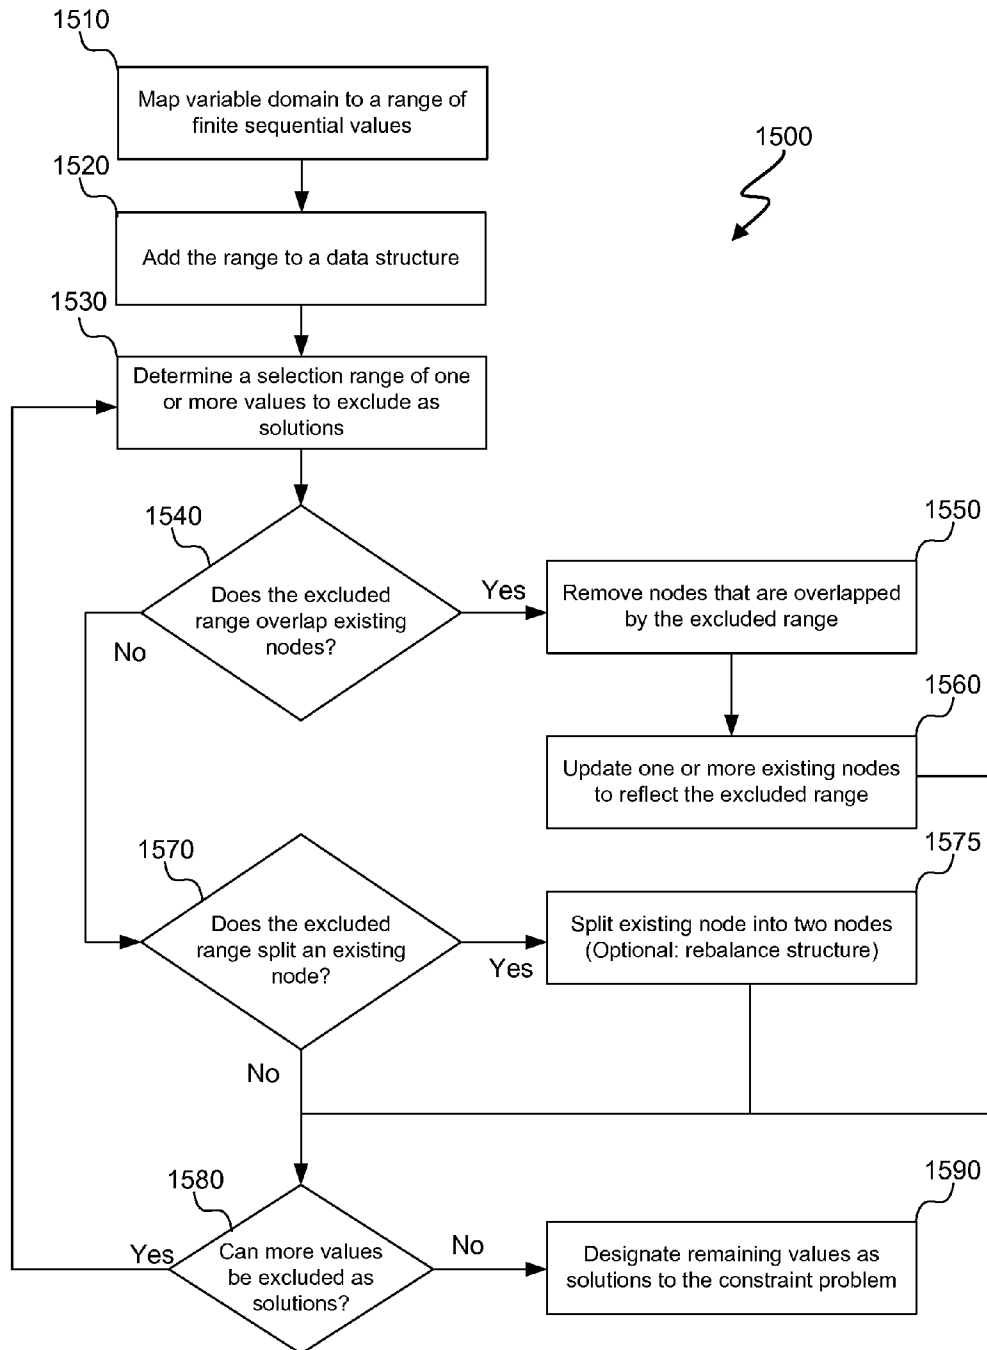 1510
Map variable domain to a range of
finite sequential values
1500
1520
Add the range to a data structure
1530
Determine a selection range of one
or more values to exclude as
solutions
1540
Does the excluded
range overlap existing
nodes?
Yes
No
1550
Remove nodes that are overlapped
by the excluded range
1560
Update one or more existing nodes
to reflect the excluded range
1570
Does the excluded
range split an existing
node?
Yes
No
1575
Split existing node into two nodes
(Optional: rebalance structure)
1580
Can more values
be excluded as
solutions?
Yes
No
1590
Designate remaining values as
solutions to the constraint problem